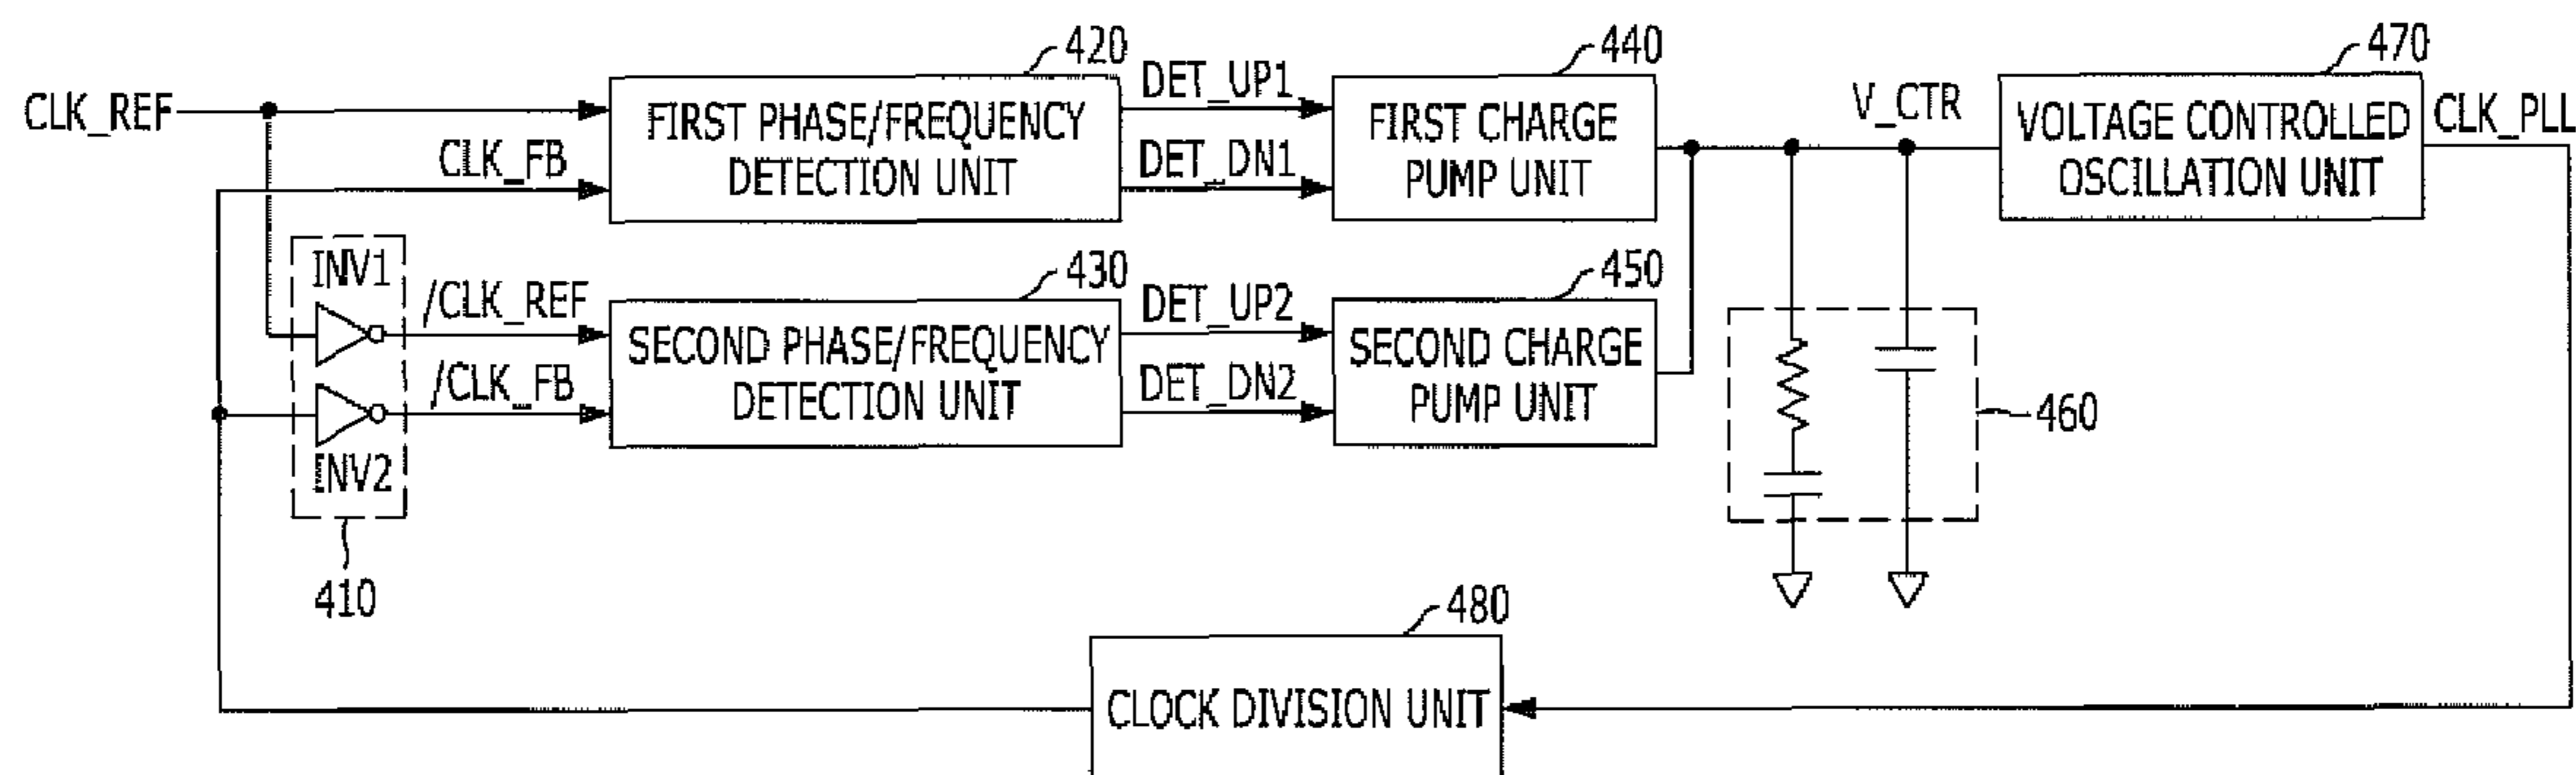 420
440
470
CLK_REF
FIRST PHASE/FREQUENCY
DETECTION UNIT
DET_UP1
DET_DN1
FIRST CHARGE
PUMP UNIT
V_CTR
VOLTAGE CONTROLLED
OSCILLATION UNIT
CLK_PLL
CLK_FB
INV1
/CLK_REF
/CLK_FB
INV2
410
430
SECOND PHASE/FREQUENCY
DETECTION UNIT
DET_UP2
DET_DN2
450
SECOND CHARGE
PUMP UNIT
460
480
CLOCK DIVISION UNIT